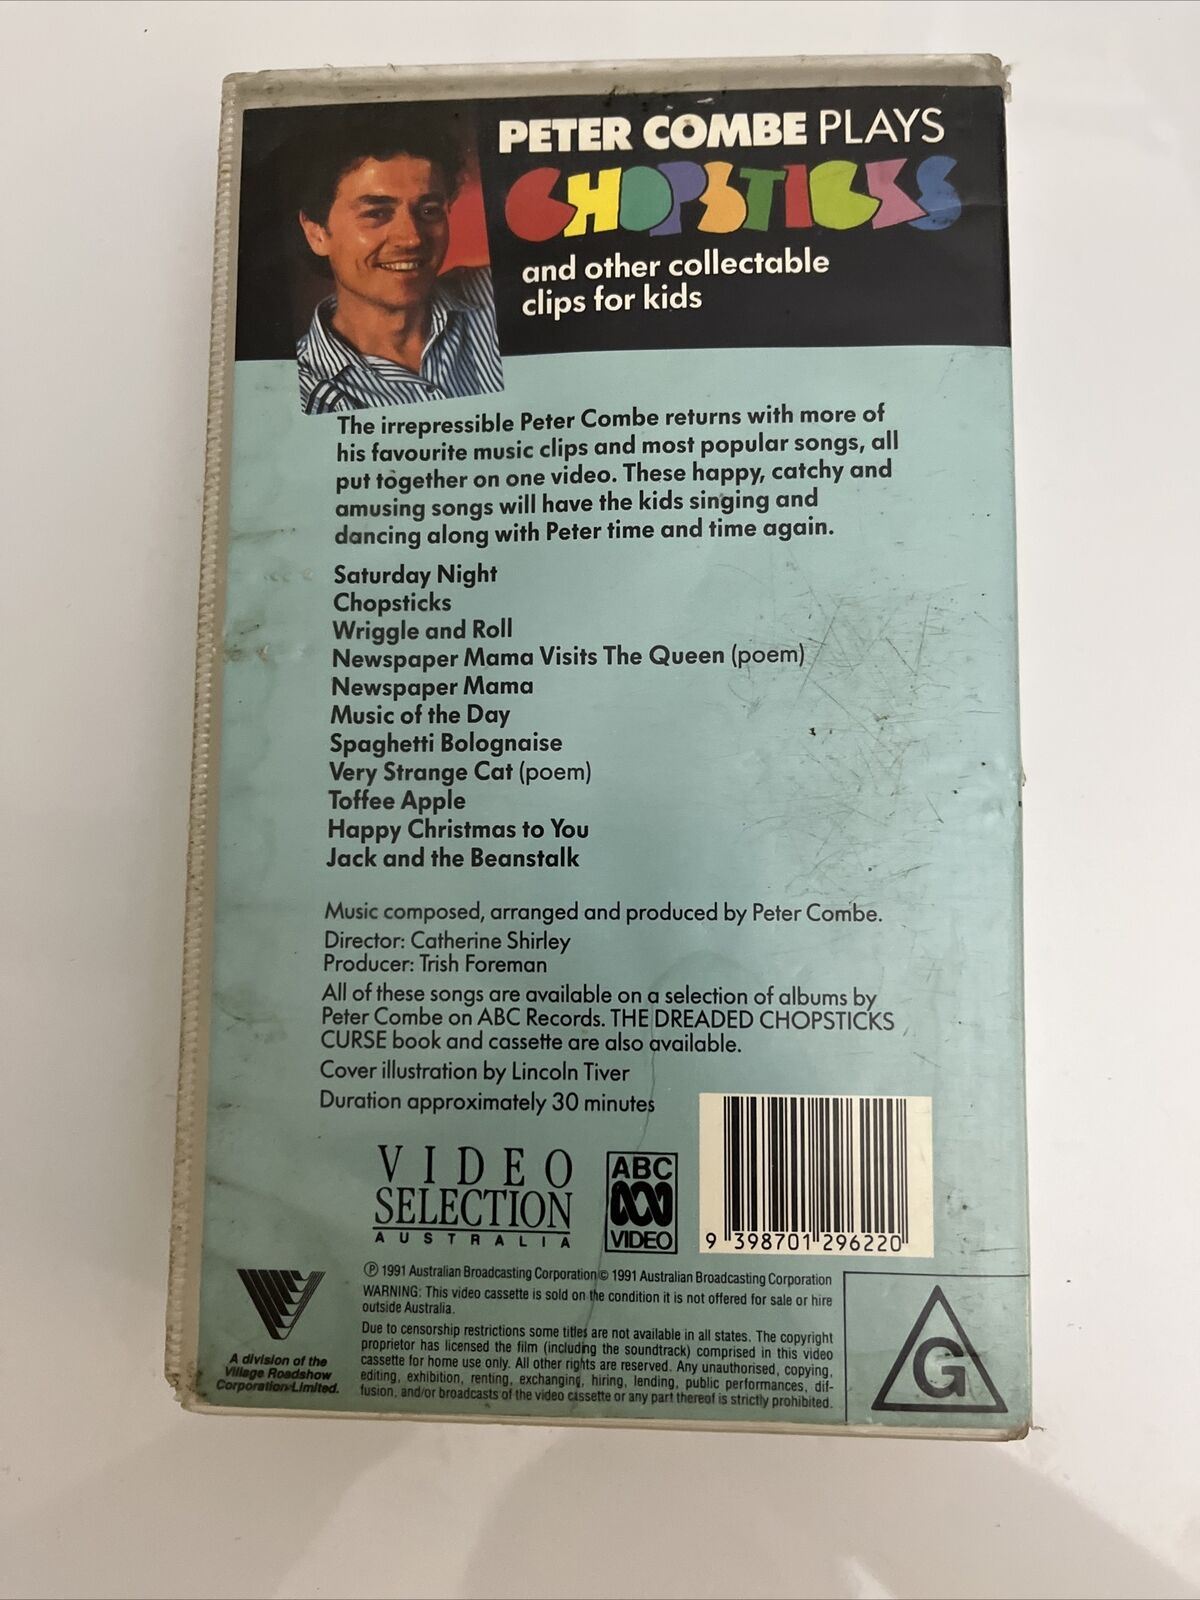 PETER COMBE PLAYS
CHOPSTICKS
and other collectable
clips for kids
The irrepressible Peter Combe returns with more of
his favourite music clips and most popular songs, all
put together on one video. These happy, catchy and
amusing songs will have the kids singing and
dancing along with Peter time and time again.
Saturday Night
Chopsticks
Wriggle and Roll
Newspaper Mama Visits The Queen (poem)
Newspaper Mama
Music of the Day
Spaghetti Bolognaise
Very Strange Cat (poem)
Toffee Apple
Happy Christmas to You
Jack and the Beanstalk
Music composed, arranged and produced by Peter Combe.
Director: Catherine Shirley
Producer: Trish Foreman
All of these songs are available on a selection of albums by
Peter Combe on ABC Records. THE DREADED CHOPSTICKS
CURSE book and cassette are also available.
Cover illustration by Lincoln Tiver
Duration approximately 30 minutes
VIDEO
SELECTION
AUSTRALIA
ABC
VIDEO
9 398701 296220
℗ 1991 Australian Broadcasting Corporation © 1991 Australian Broadcasting Corporation
WARNING: This video cassette is sold on the condition it is not offered for sale or hire
outside Australia.
Due to censorship restrictions some titles are not available in all states. The copyright
proprietor has licensed the film (including the soundtrack) comprised in this video
cassette for home use only. All other rights are reserved. Any unauthorised, copying,
editing, exhibition, renting, exchanging, hiring, lending, public performances, dif-
fusion, and/or broadcasts of the video cassette or any part thereof is strictly prohibited.
A division of the
Village Roadshow
Corporation Limited.
G